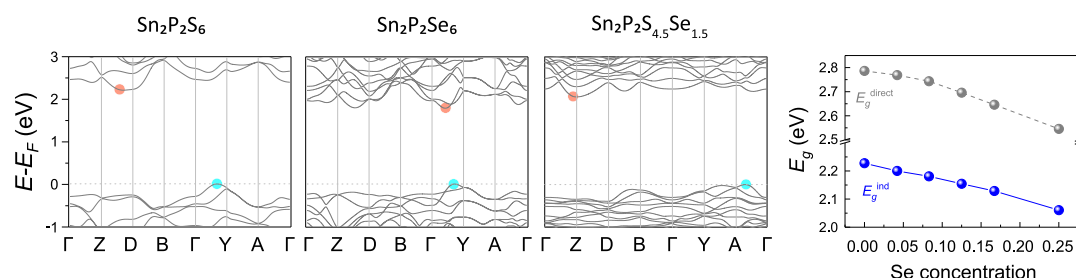 Sn₂P₂S₆
Sn₂P₂Se₆
Sn₂P₂S₄.₅Se₁.₅
E-E_F (eV)
3
2
1
0
-1
Γ Z D B Γ Y A Γ
Γ Z D B Γ Y A Γ
Γ Z D B Γ Y A Γ
E_g (eV)
2.8
2.7
2.6
2.5
2.2
2.1
2.0
E_g^direct
E_g^ind
0.00 0.05 0.10 0.15 0.20 0.25
Se concentration